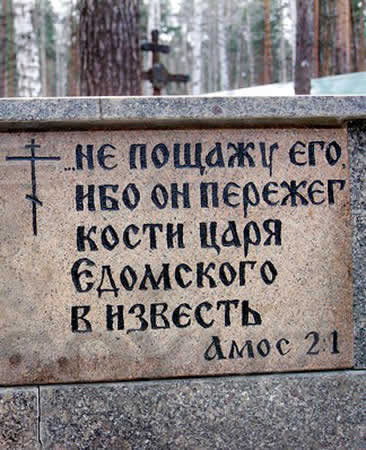 ...не пощажу его,
ибо он пережег
кости царя
Едомского
в известь
Амос 2.1